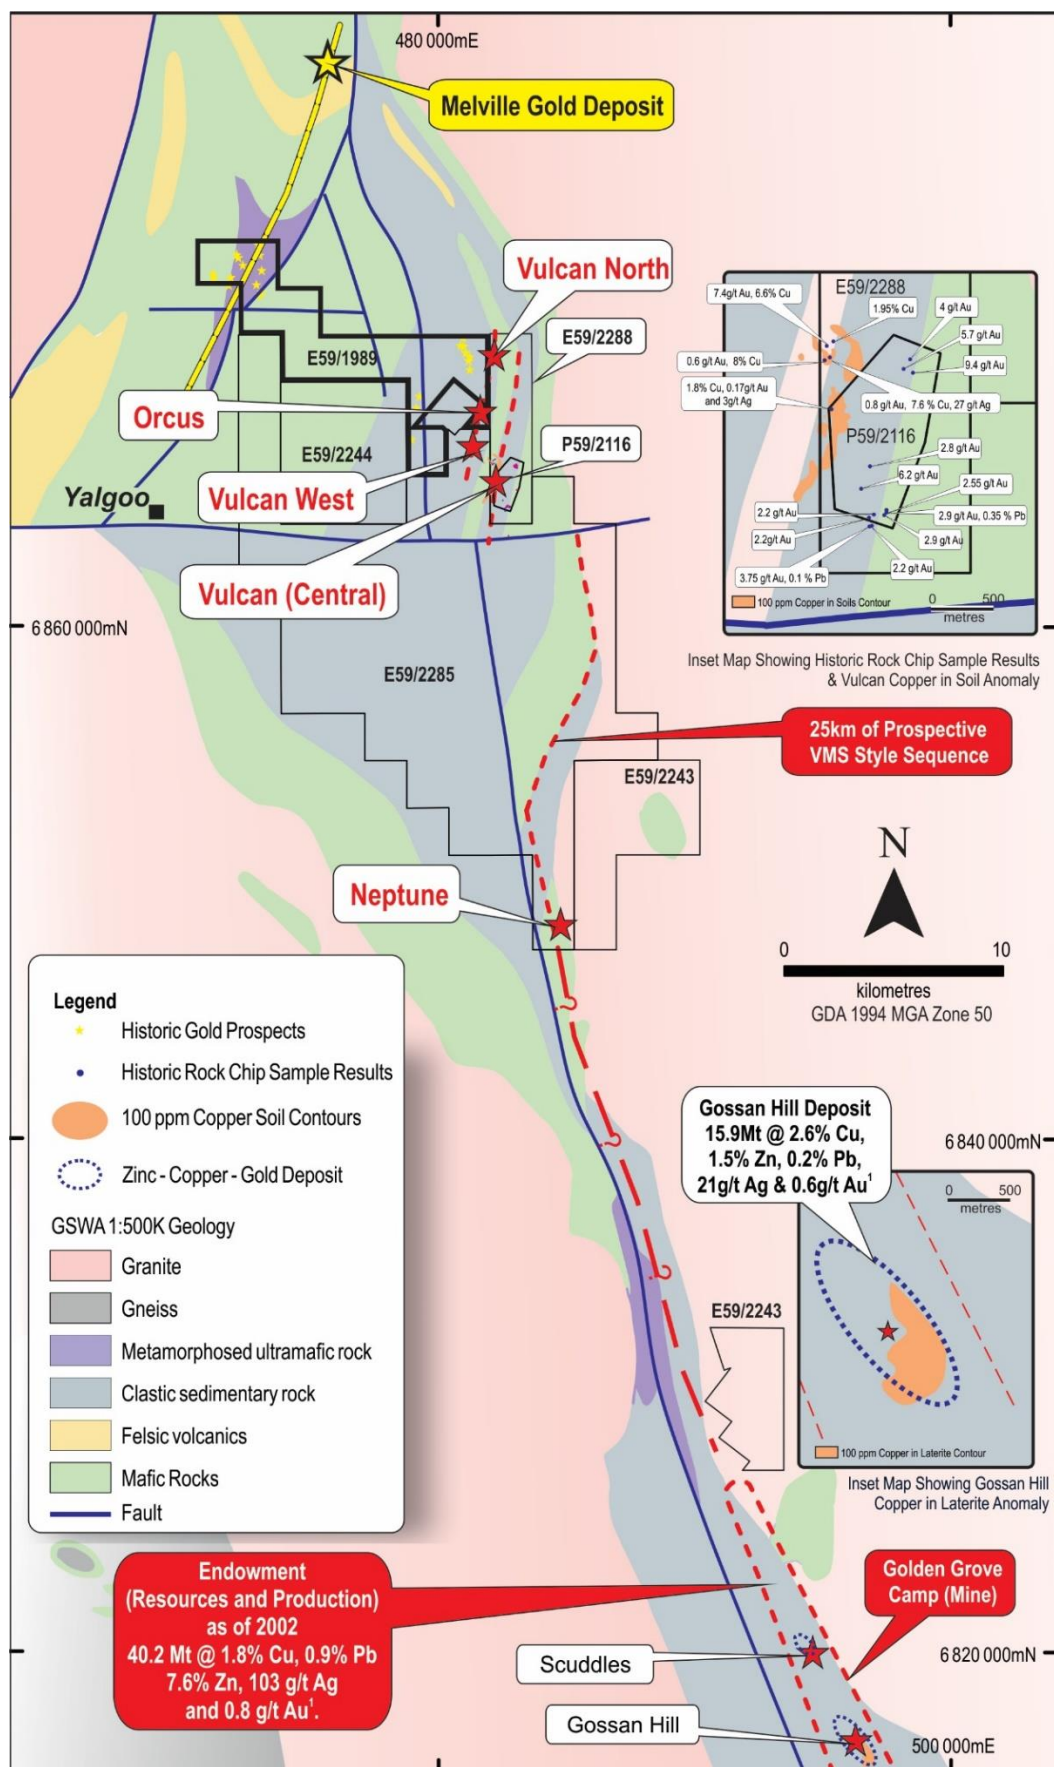 480 000mE
Melville Gold Deposit
Vulcan North
E59/2288
E59/1989
Orcus
E59/2244
P59/2116
Yalgoo
Vulcan West
Vulcan (Central)
6 860 000mN
E59/2285
E59/2288
7.4g/t Au, 6.6% Cu
1.95% Cu
4 g/t Au
5.7 g/t Au
0.6 g/t Au, 8% Cu
9.4 g/t Au
1.8% Cu, 0.17g/t Au
and 3g/t Ag
0.8 g/t Au, 7.6 % Cu, 27 g/t Ag
P59/2116
2.8 g/t Au
6.2 g/t Au
2.55 g/t Au
2.2 g/t Au
2.9 g/t Au, 0.35 % Pb
2.2g/t Au
2.9 g/t Au
3.75 g/t Au, 0.1 % Pb
2.2 g/t Au
100 ppm Copper in Soils Contour
0 500
metres
Inset Map Showing Historic Rock Chip Sample Results
& Vulcan Copper in Soil Anomaly
25km of Prospective
VMS Style Sequence
E59/2243
Neptune
N
0 10
kilometres
GDA 1994 MGA Zone 50
?
?
?
Legend
Historic Gold Prospects
Historic Rock Chip Sample Results
100 ppm Copper Soil Contours
Zinc - Copper - Gold Deposit
GSWA 1:500K Geology
Granite
Gneiss
Metamorphosed ultramafic rock
Clastic sedimentary rock
Felsic volcanics
Mafic Rocks
Fault
Gossan Hill Deposit
15.9Mt @ 2.6% Cu,
1.5% Zn, 0.2% Pb,
21g/t Ag & 0.6g/t Au¹
6 840 000mN
0 500
metres
E59/2243
100 ppm Copper in Laterite Contour
Inset Map Showing Gossan Hill
Copper in Laterite Anomaly
Endowment
(Resources and Production)
as of 2002
40.2 Mt @ 1.8% Cu, 0.9% Pb
7.6% Zn, 103 g/t Ag
and 0.8 g/t Au¹.
Golden Grove
Camp (Mine)
Scuddles
6 820 000mN
Gossan Hill
500 000mE